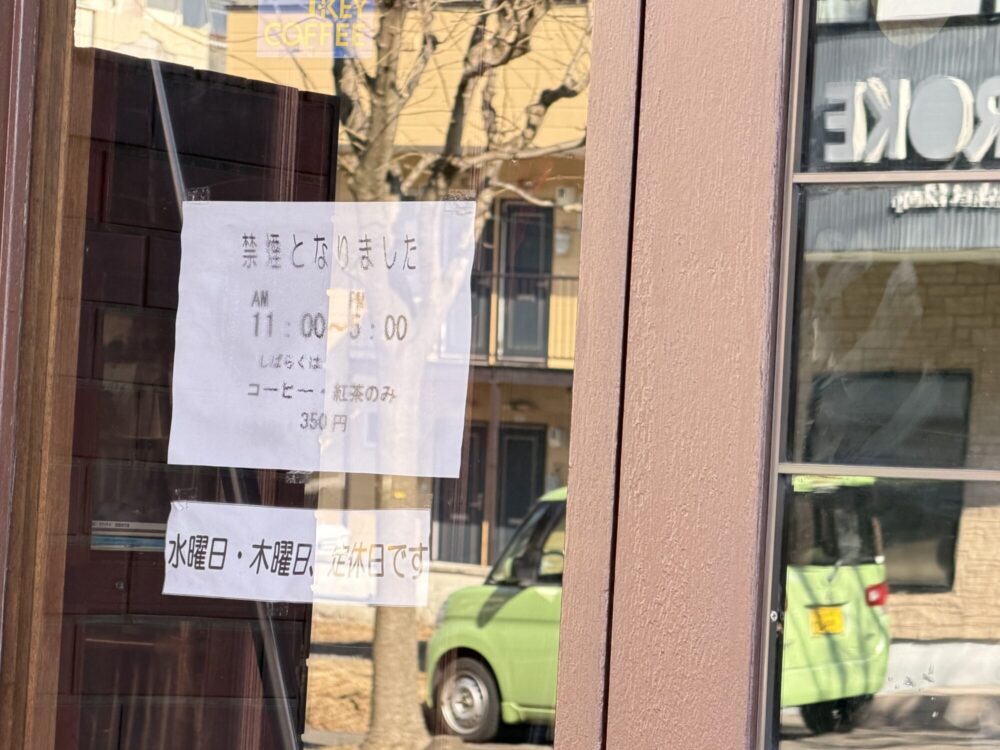 KEY
COFFEE
禁煙となりました
AM PM
11：00～5：00
しばらくは
コーヒー・紅茶のみ
350円
水曜日・木曜日、定休日です